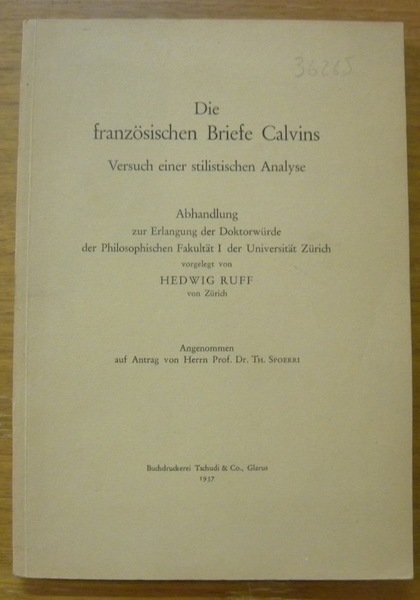 36265
Die
französischen Briefe Calvins
Versuch einer stilistischen Analyse
Abhandlung
zur Erlangung der Doktorwürde
der Philosophischen Fakultät I der Universität Zürich
vorgelegt von
HEDWIG RUFF
von Zürich
Angenommen
auf Antrag von Herrn Prof. Dr. TH. SPOERRI
Buchdruckerei Tschudi & Co., Glarus
1937